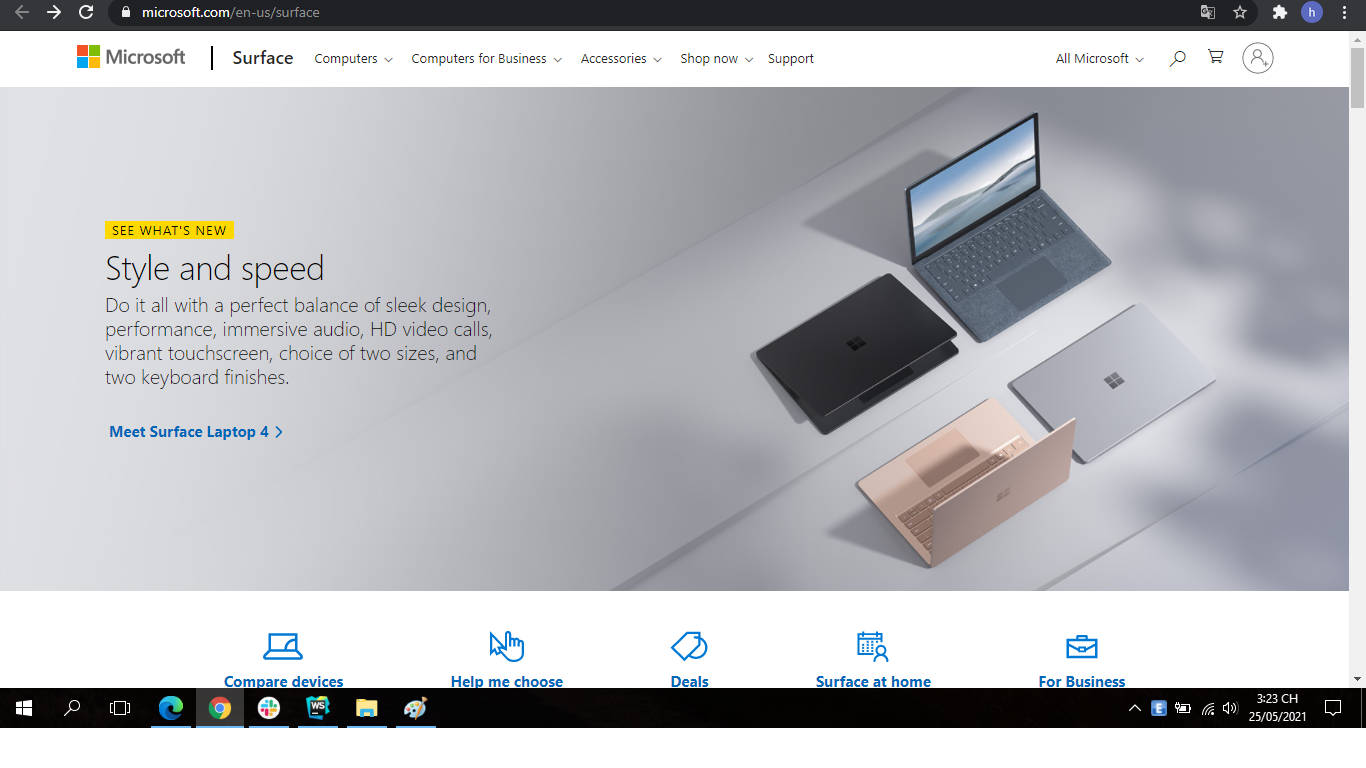 microsoft.com/en-us/surface
h
Microsoft
Surface
Computers
Computers for Business
Accessories
Shop now
Support
All Microsoft
SEE WHAT'S NEW
Style and speed
Do it all with a perfect balance of sleek design,
performance, immersive audio, HD video calls,
vibrant touchscreen, choice of two sizes, and
two keyboard finishes.
Meet Surface Laptop 4
Compare devices
Help me choose
Deals
Surface at home
For Business
WS
E
3:23 CH
25/05/2021